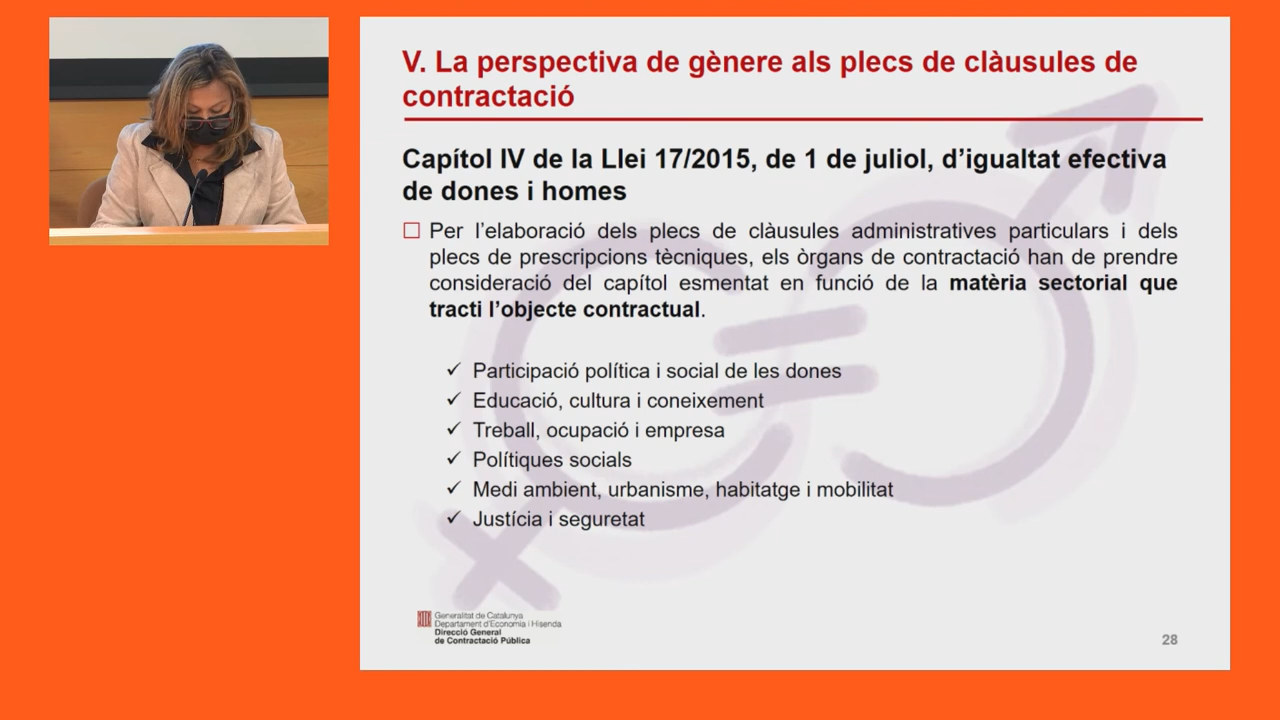 V. La perspectiva de gènere als plecs de clàusules de
contractació
Capítol IV de la Llei 17/2015, de 1 de juliol, d’igualtat efectiva
de dones i homes
Per l’elaboració dels plecs de clàusules administratives particulars i dels
plecs de prescripcions tècniques, els òrgans de contractació han de prendre
consideració del capítol esmentat en funció de la matèria sectorial que
tracti l’objecte contractual.
Participació política i social de les dones
Educació, cultura i coneixement
Treball, ocupació i empresa
Polítiques socials
Medi ambient, urbanisme, habitatge i mobilitat
Justícia i seguretat
Generalitat de Catalunya
Departament d’Economia i Hisenda
Direcció General
de Contractació Pública
28